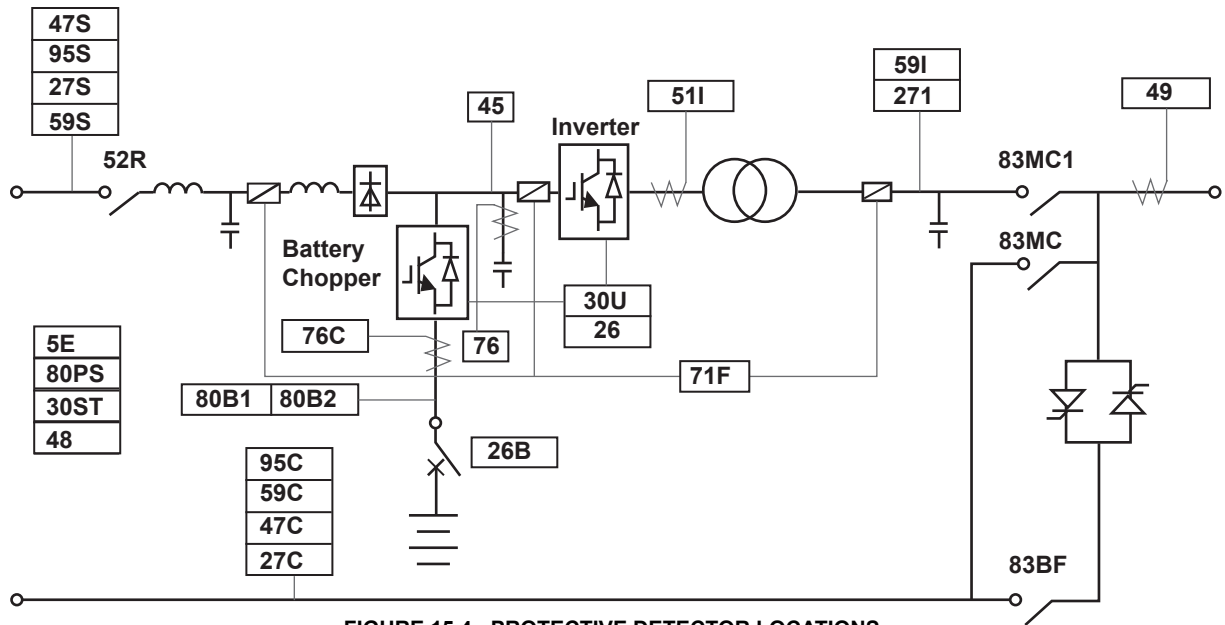 47S
95S
27S
59S
52R
45
Inverter
51I
59I
271
49
83MC1
83MC
Battery
Chopper
30U
26
76C
76
71F
5E
80PS
30ST
48
80B1 80B2
26B
95C
59C
47C
27C
83BF